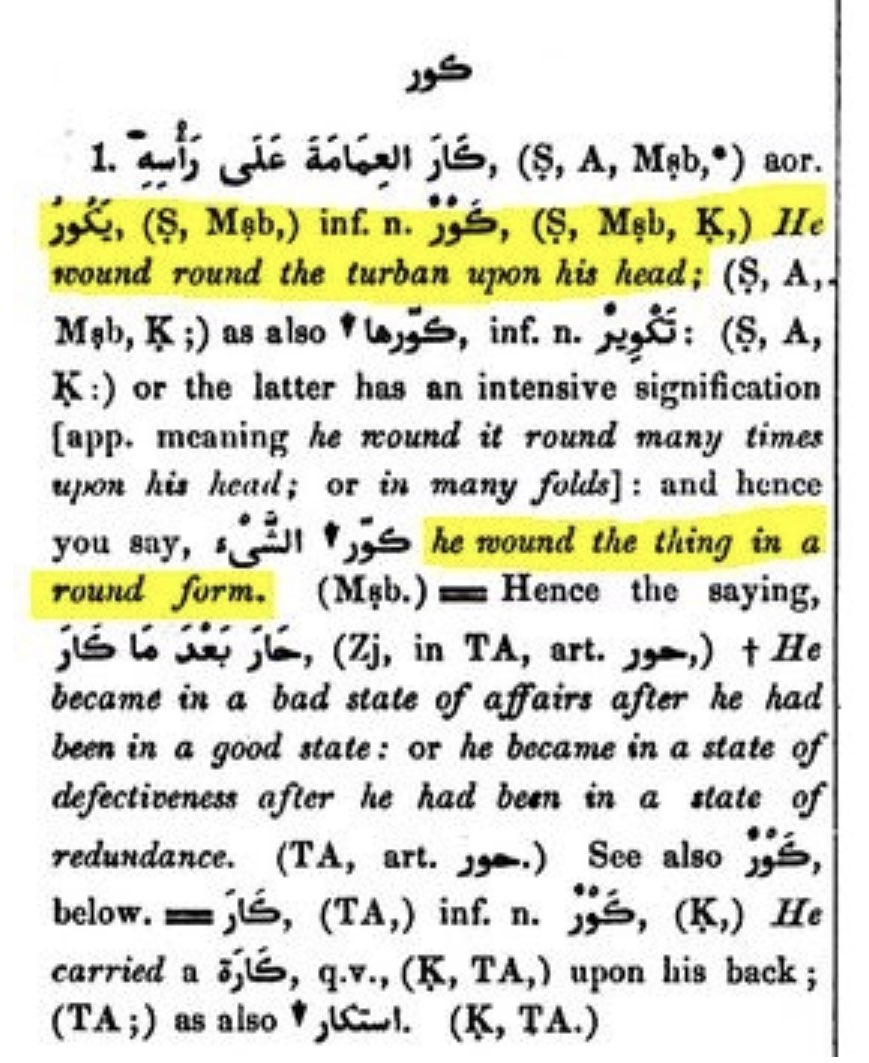 كور
1. كَارَ العِمَامَةَ عَلَى رَأْسِهِ, (Ṣ, A, Mṣb,*) aor.
يَكُورُ, (Ṣ, Mṣb,) inf. n. كَوْرٌ, (Ṣ, Mṣb, Ḳ,) He
wound round the turban upon his head; (Ṣ, A,
Mṣb, Ḳ;) as also ↑ كوّرها, inf. n. تَكْوِيرٌ: (Ṣ, A,
Ḳ:) or the latter has an intensive signification
[app. meaning he wound it round many times
upon his head; or in many folds]: and hence
you say, كوّر ↑ الشَّىْءَ he wound the thing in a
round form. (Mṣb.) ═ Hence the saying,
حَارَ بَعْدَ مَا كَارَ, (Zj, in TA, art. حور,) † He
became in a bad state of affairs after he had
been in a good state: or he became in a state of
defectiveness after he had been in a state of
redundance. (TA, art. حور.) See also كَوْرٌ,
below. ═ كَارَ, (TA,) inf. n. كَوْرٌ, (Ḳ,) He
carried a كَارَة, q.v., (Ḳ, TA,) upon his back;
(TA;) as also ↑ استكار. (Ḳ, TA.)